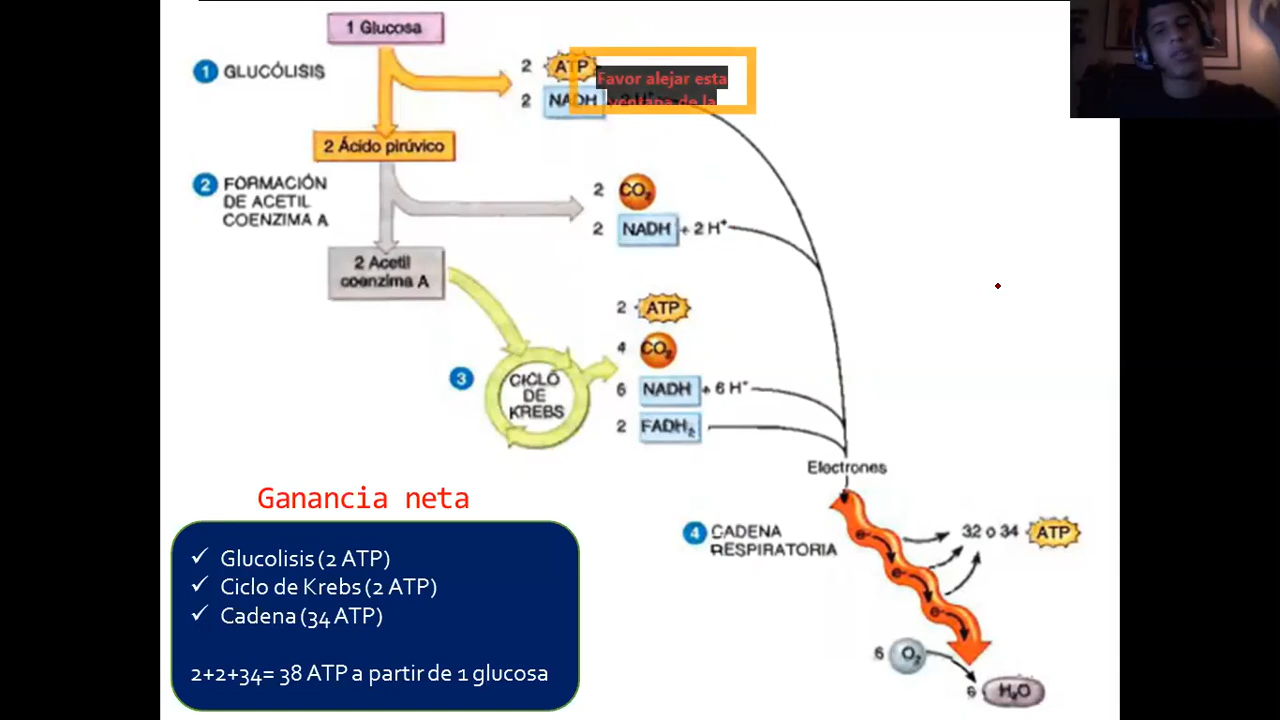 1 Glucosa
1 GLUCÓLISIS
2 ATP
2 NADH + 2 H⁺
Favor alejar esta
ventana de la
2 Ácido pirúvico
2 FORMACIÓN
DE ACETIL
COENZIMA A
2 CO₂
2 NADH + 2 H⁺
2 Acetil
coenzima A
2 ATP
4 CO₂
6 NADH + 6 H⁺
2 FADH₂
3 CICLO
DE
KREBS
Electrones
4 CADENA
RESPIRATORIA
32 o 34 ATP
e⁻
e⁻
e⁻
6 O₂
6 H₂O
Ganancia neta
✓ Glucolisis (2 ATP)
✓ Ciclo de Krebs (2 ATP)
✓ Cadena (34 ATP)
2+2+34= 38 ATP a partir de 1 glucosa